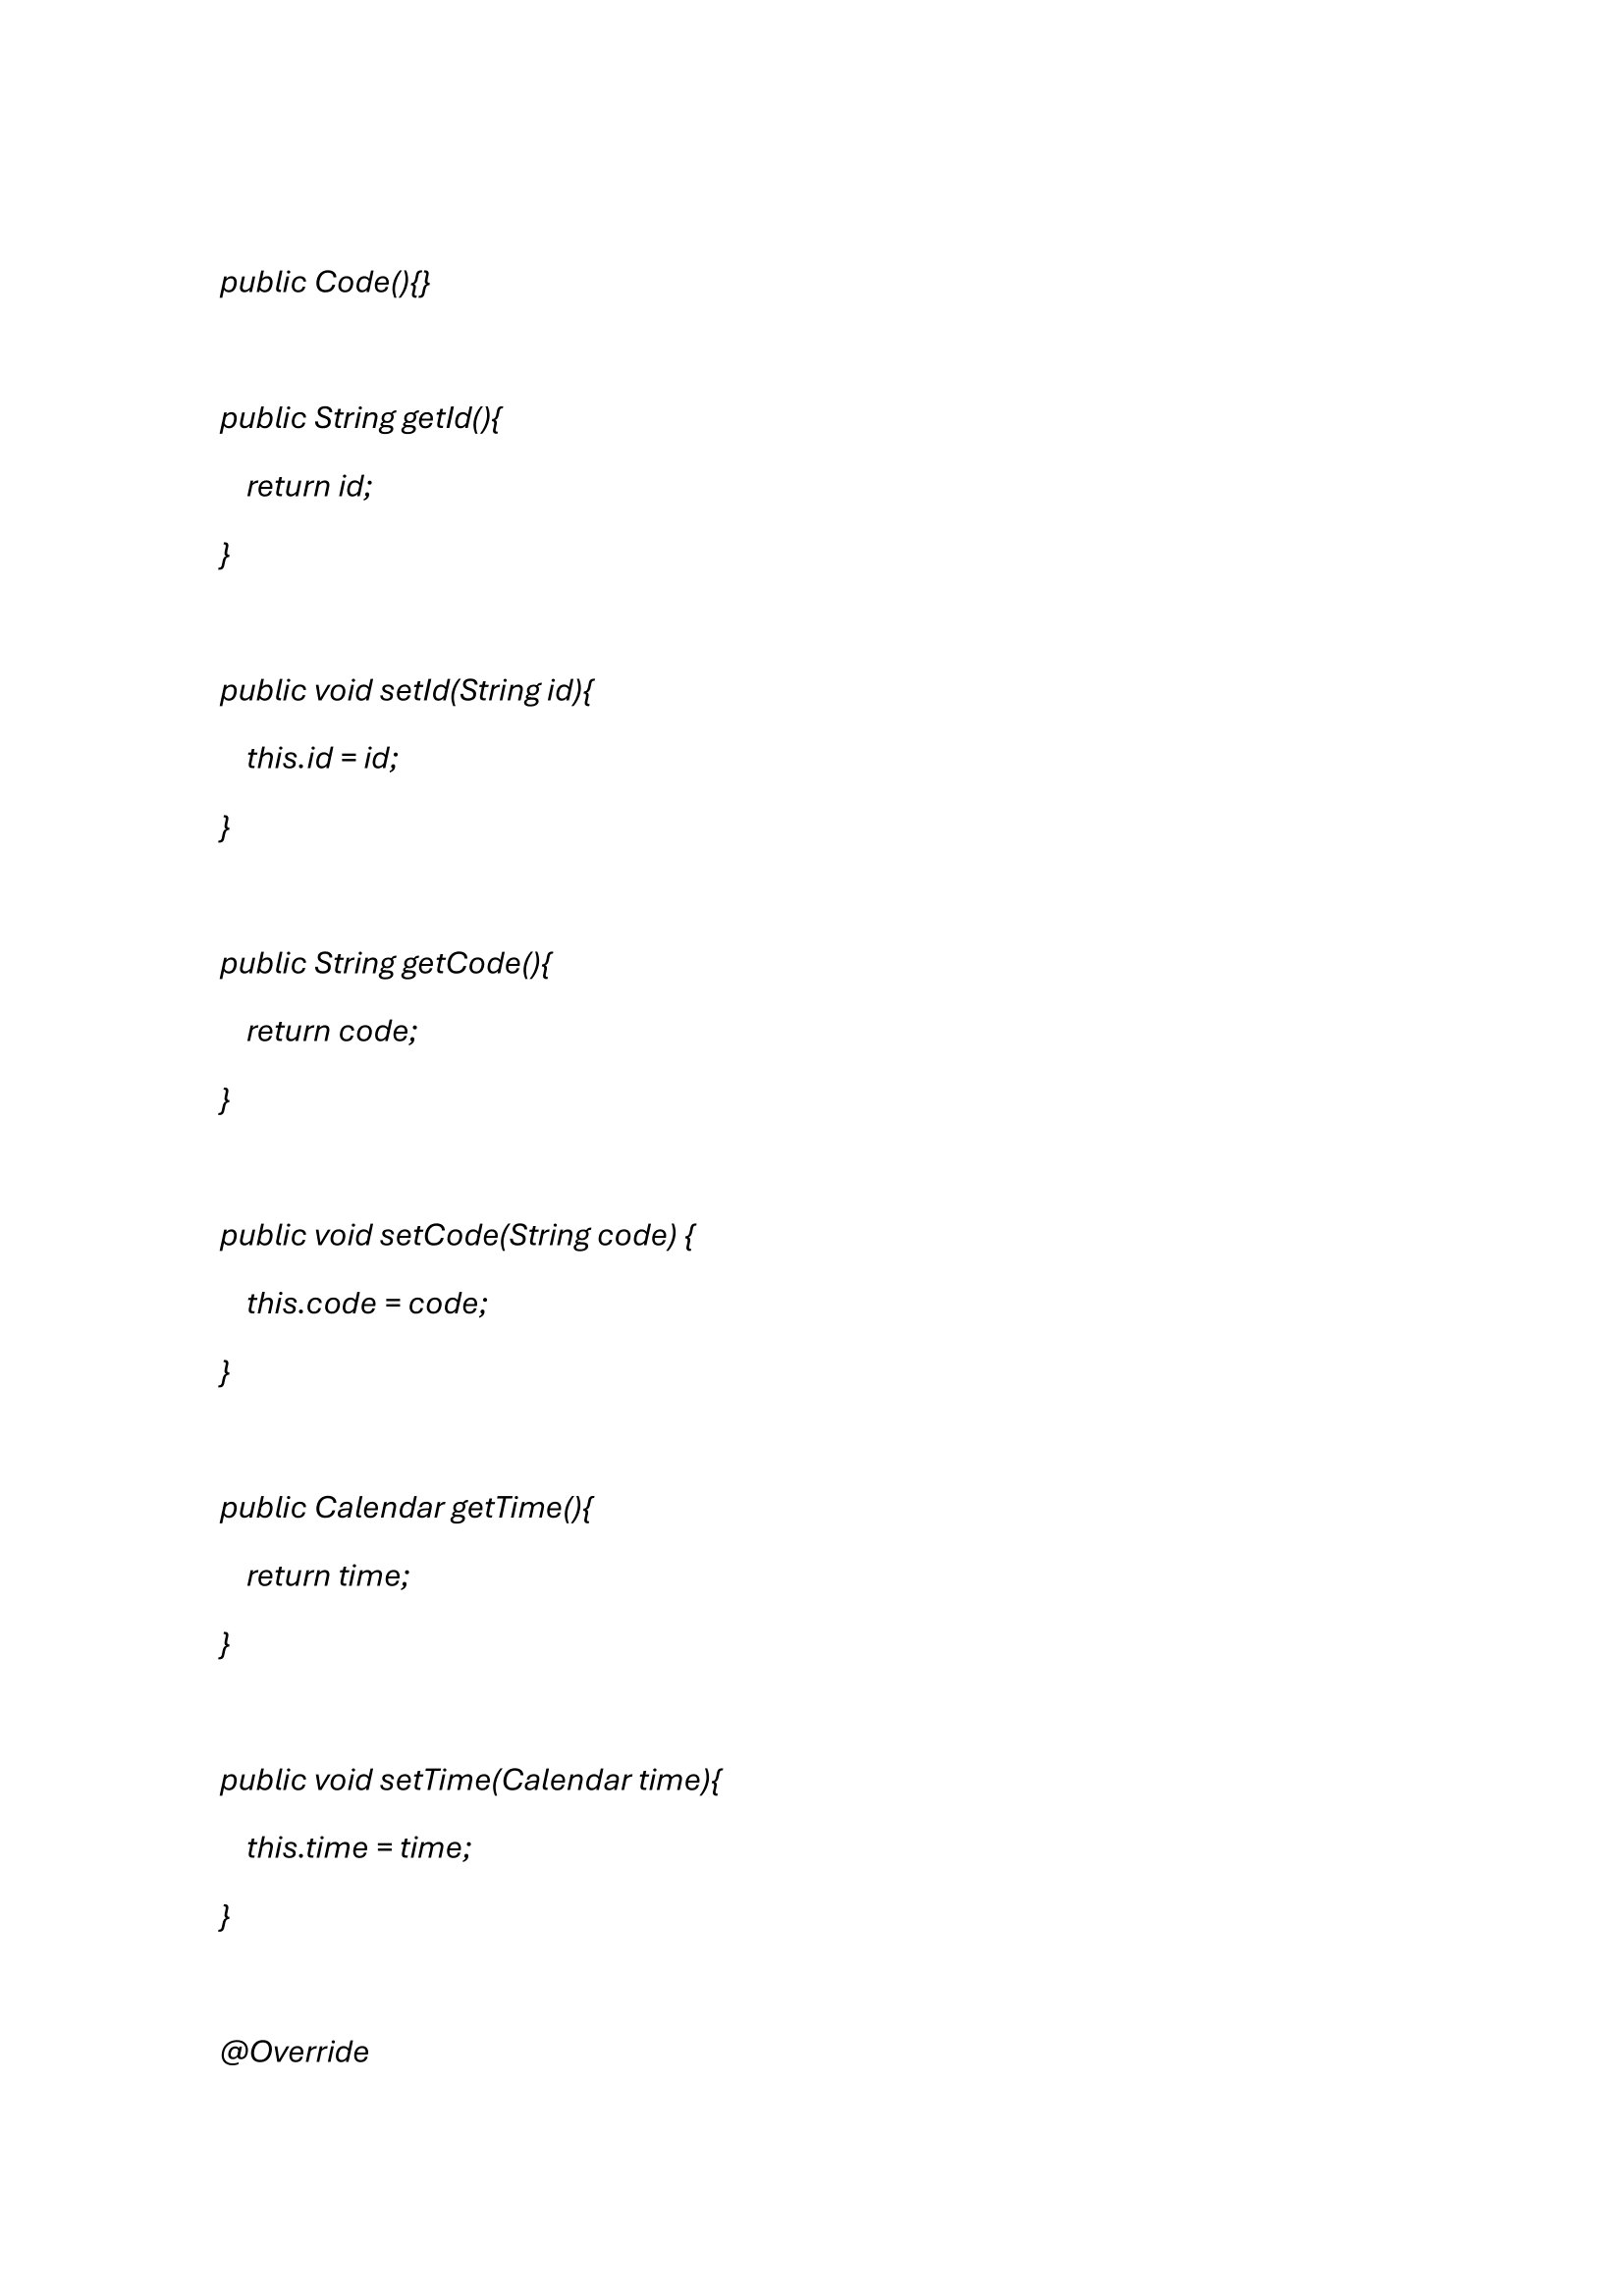 public Code(){}
public String getId(){
return id;
}
public void setId(String id){
this.id = id;
}
public String getCode(){
return code;
}
public void setCode(String code) {
this.code = code;
}
public Calendar getTime(){
return time;
}
public void setTime(Calendar time){
this.time = time;
}
@Override